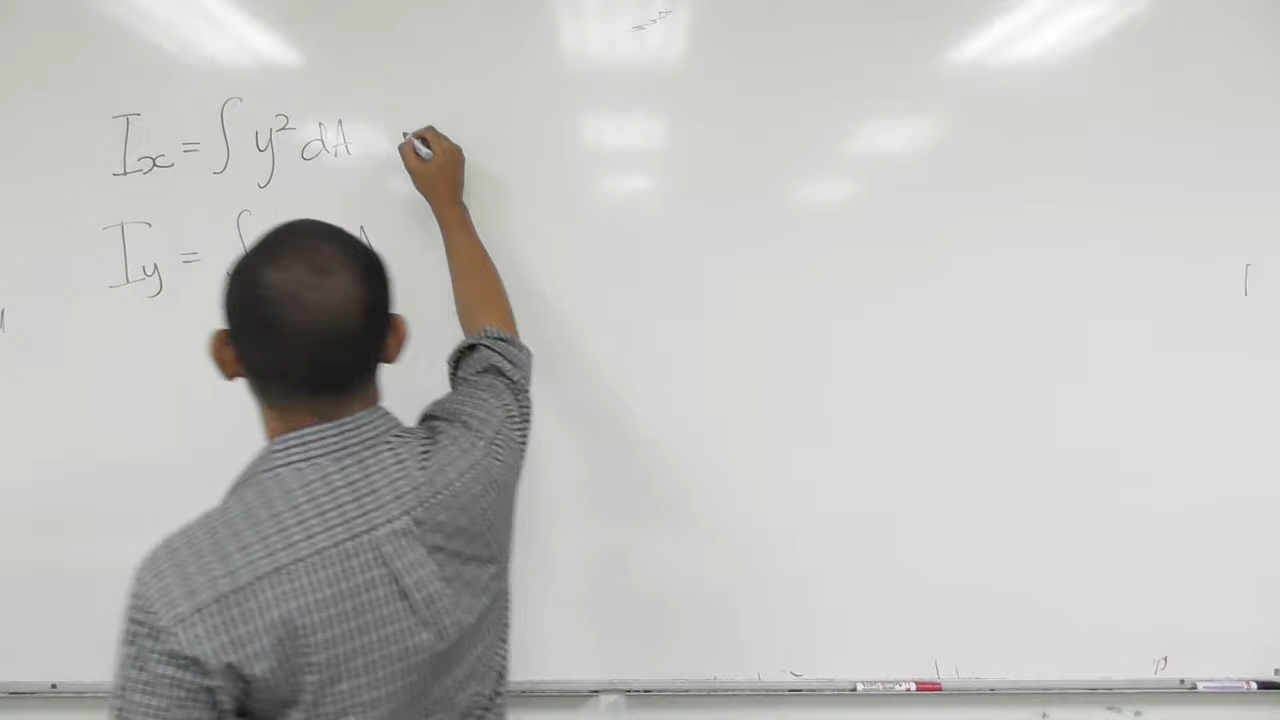 Ix = ∫ y² dA
Iy = ∫ A